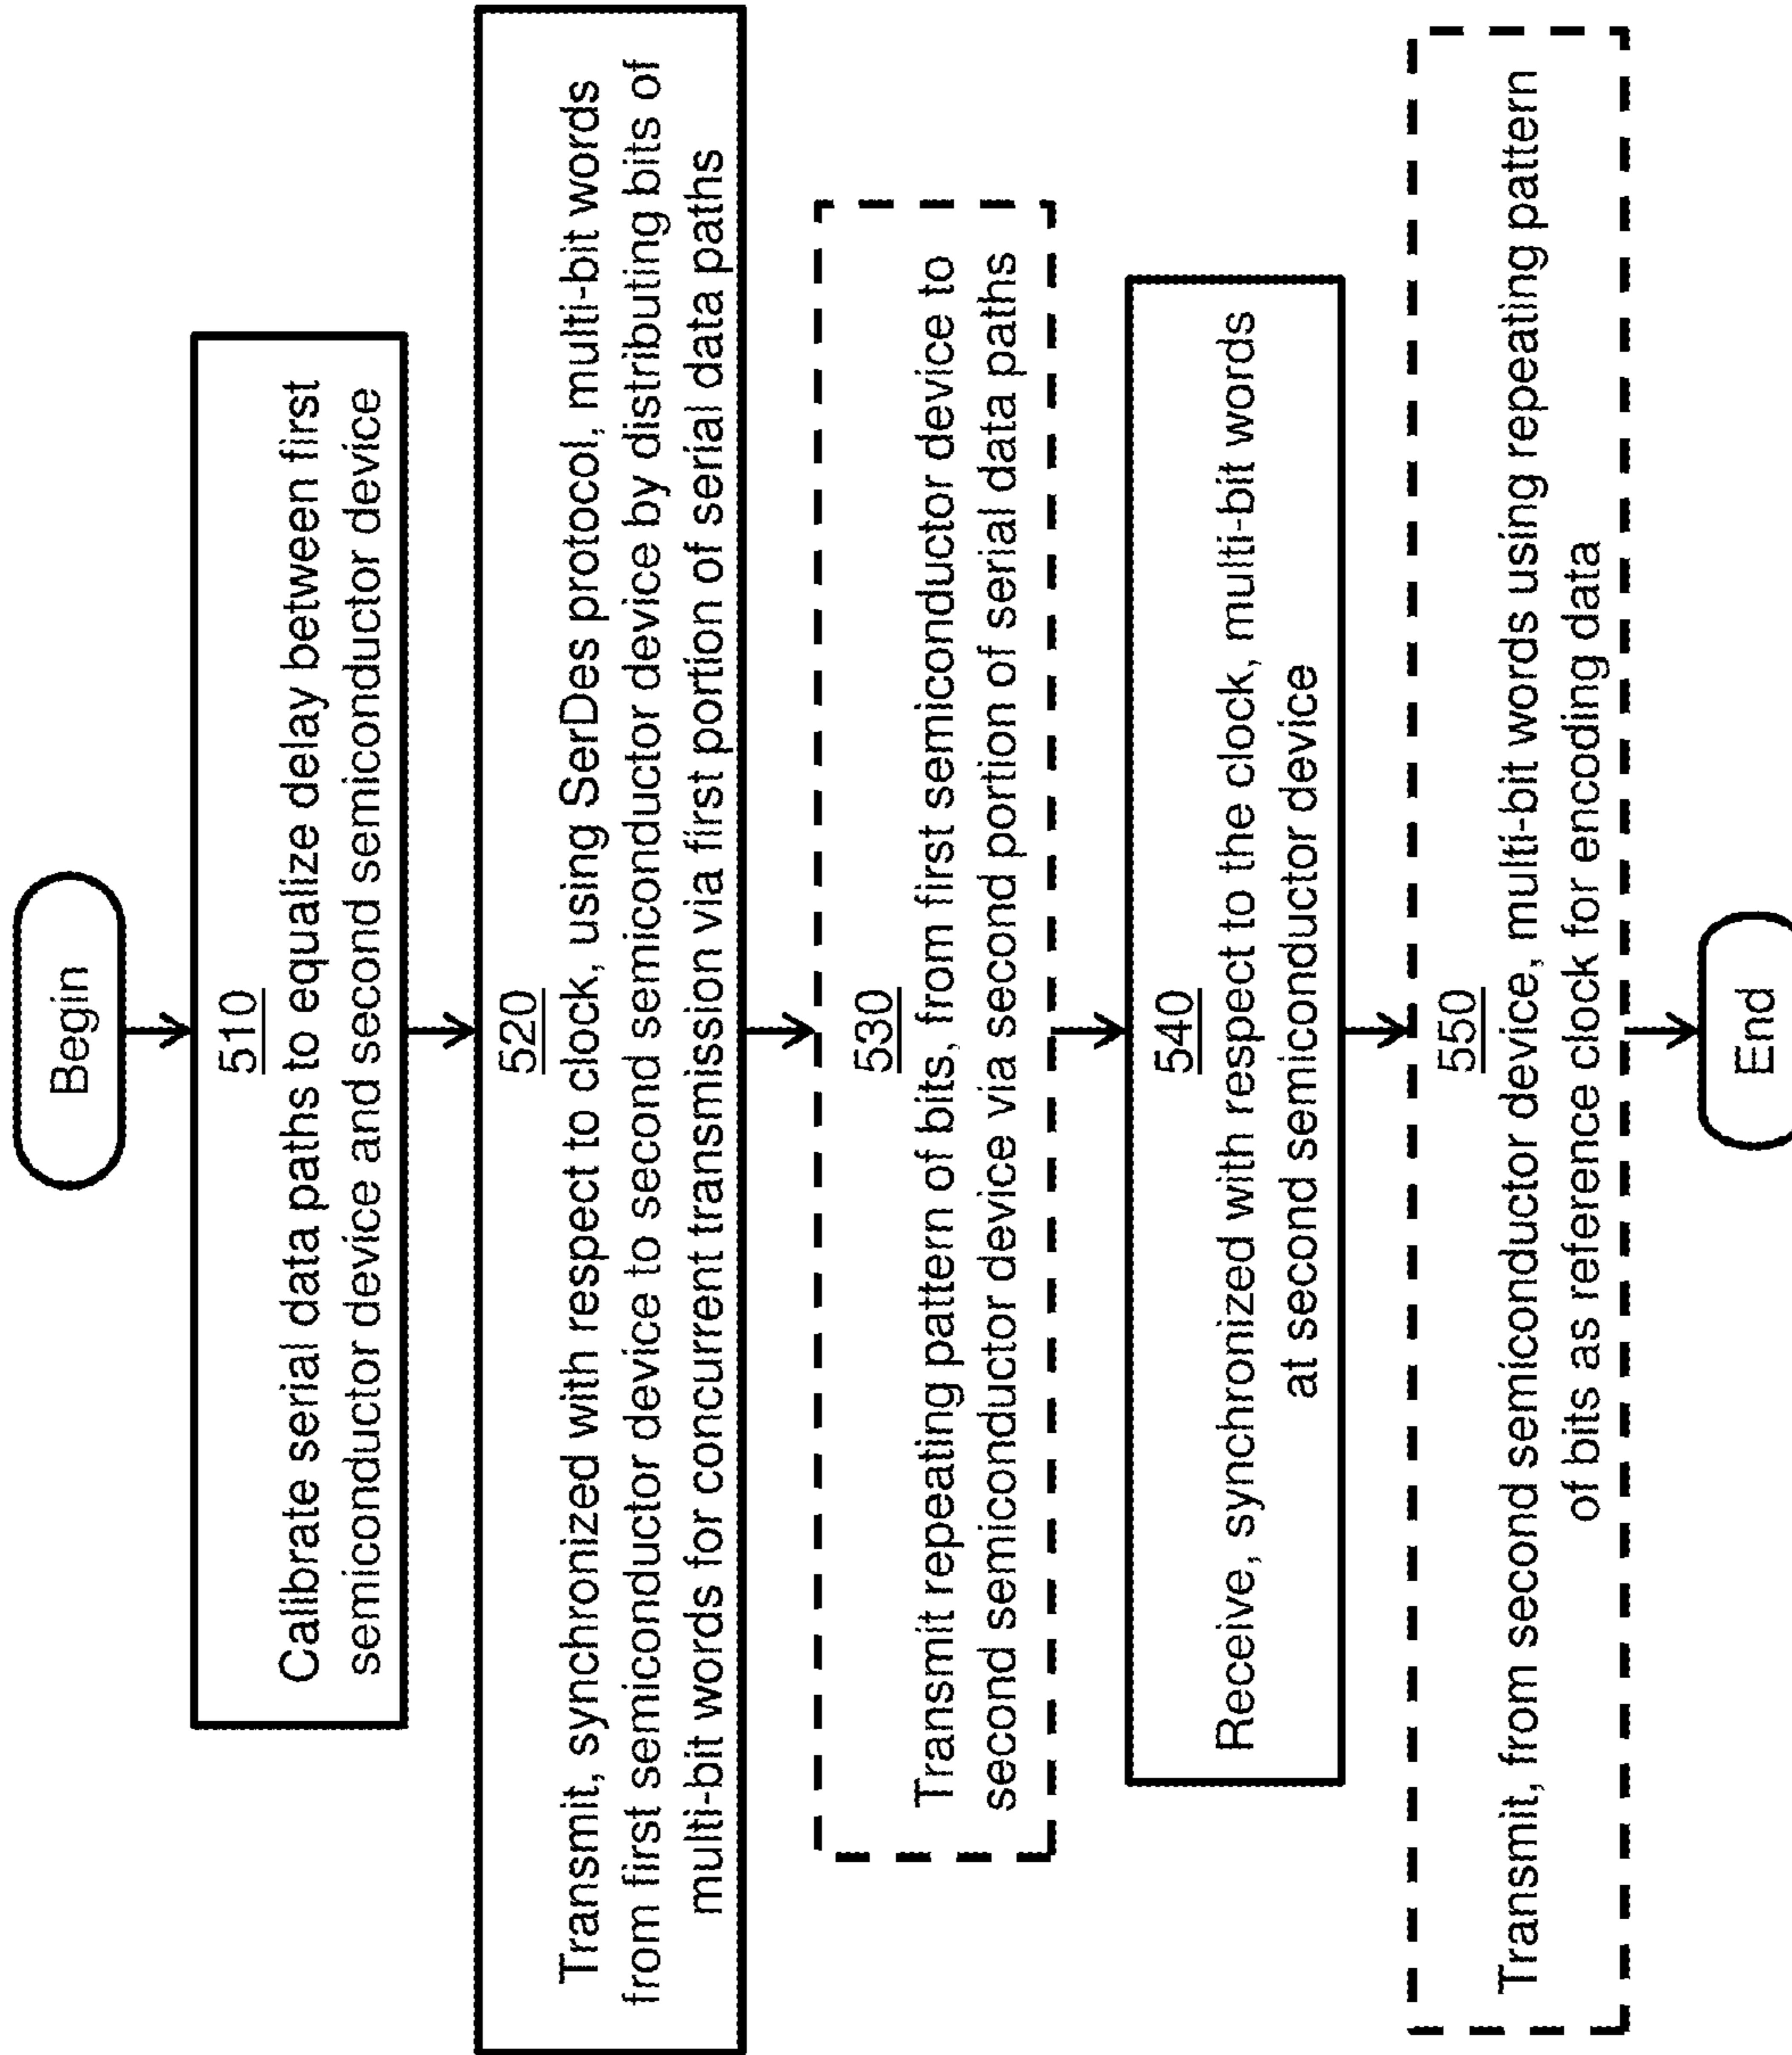 Begin
510
Calibrate serial data paths to equalize delay between first
semiconductor device and second semiconductor device
520
Transmit, synchronized with respect to clock, using SerDes protocol, multi-bit words
from first semiconductor device to second semiconductor device by distributing bits of
multi-bit words for concurrent transmission via first portion of serial data paths
530
Transmit repeating pattern of bits, from first semiconductor device to
second semiconductor device via second portion of serial data paths
540
Receive, synchronized with respect to the clock, multi-bit words
at second semiconductor device
550
Transmit, from second semiconductor device, multi-bit words using repeating pattern
of bits as reference clock for encoding data
End